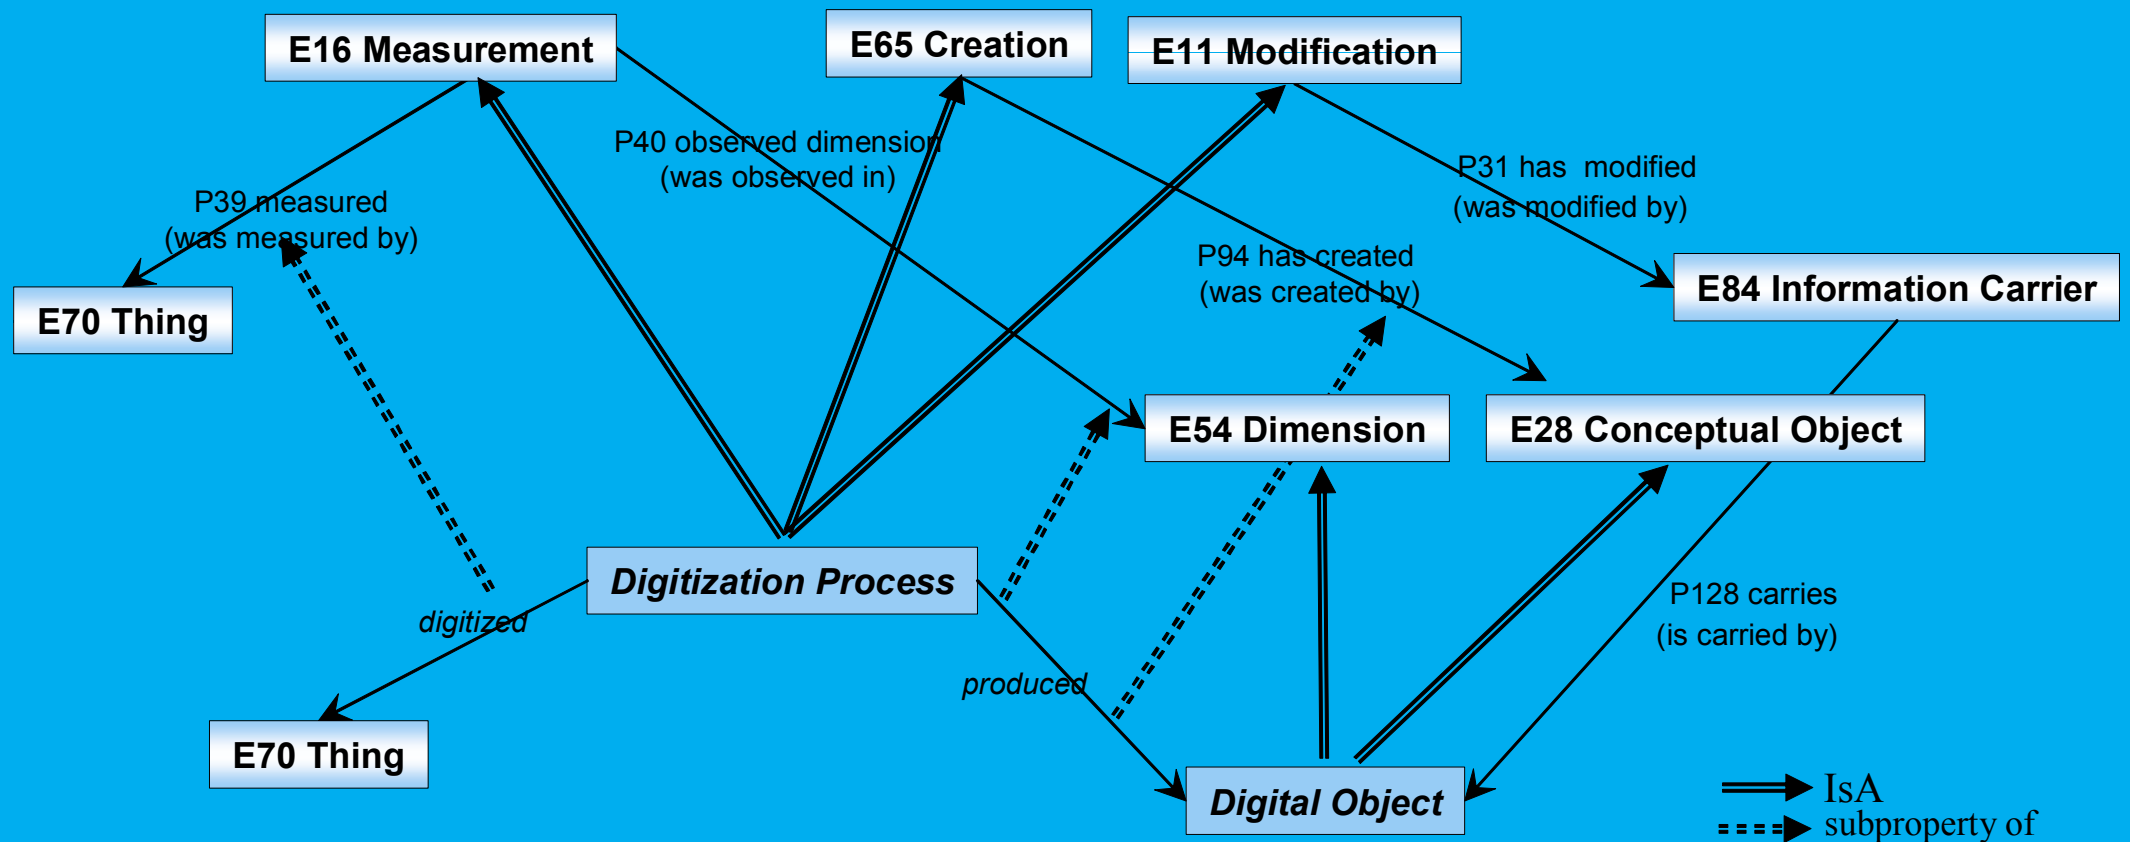 E16 Measurement
E65 Creation
E11 Modification
P40 observed dimension
(was observed in)
P31 has  modified
(was modified by)
P39 measured
(was measured by)
P94 has created
(was created by)
E70 Thing
E84 Information Carrier
E54 Dimension
E28 Conceptual Object
Digitization Process
digitized
P128 carries
(is carried by)
produced
E70 Thing
Digital Object
IsA
subproperty of